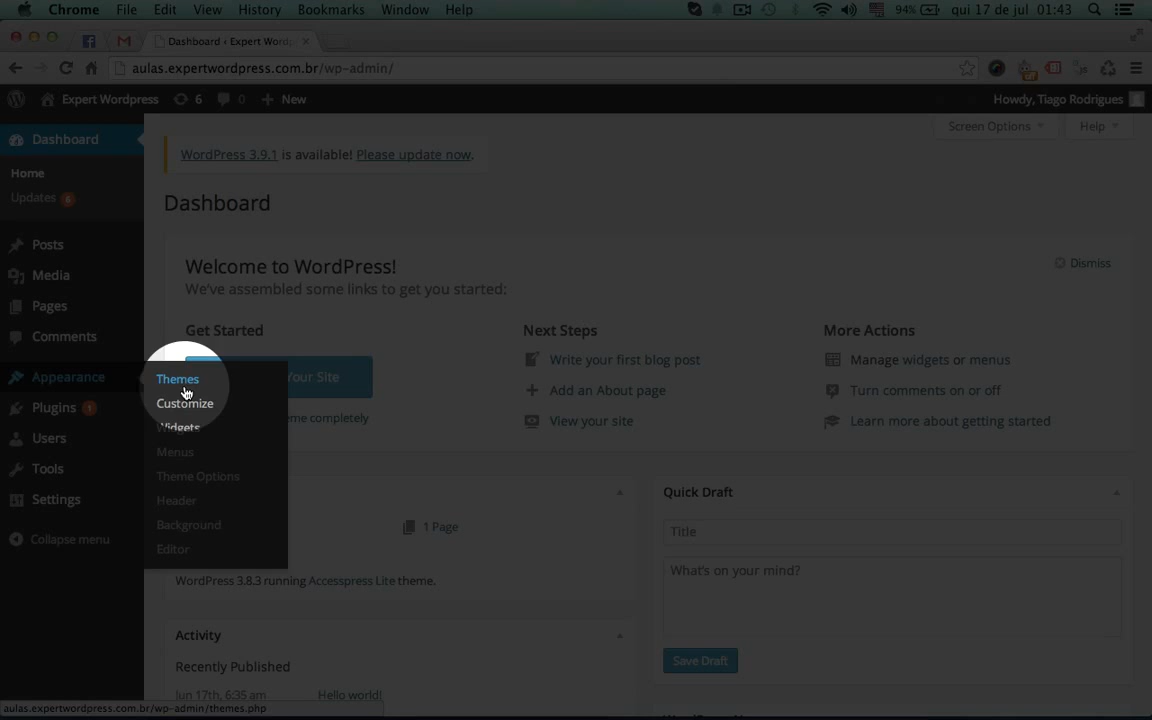 Chrome File Edit View History Bookmarks Window Help 94% qui 17 de jul 01:43
Dashboard ‹ Expert Wordp
aulas.expertwordpress.com.br/wp-admin/
Expert Wordpress 6 0 New Howdy, Tiago Rodrigues
Dashboard
Screen Options Help
WordPress 3.9.1 is available! Please update now.
Home
Updates 6
Dashboard
Posts
Media
Pages
Comments
Appearance
Plugins 1
Users
Tools
Settings
Collapse menu
Themes
Customize
Widgets
Menus
Theme Options
Header
Background
Editor
Welcome to WordPress!
Dismiss
We've assembled some links to get you started:
Get Started
Your Site
eme completely
Next Steps
Write your first blog post
Add an About page
View your site
More Actions
Manage widgets or menus
Turn comments on or off
Learn more about getting started
1 Page
WordPress 3.8.3 running Accesspress Lite theme.
Activity
Recently Published
Jun 17th, 6:35 am Hello world!
Quick Draft
Title
What's on your mind?
Save Draft
aulas.expertwordpress.com.br/wp-admin/themes.php